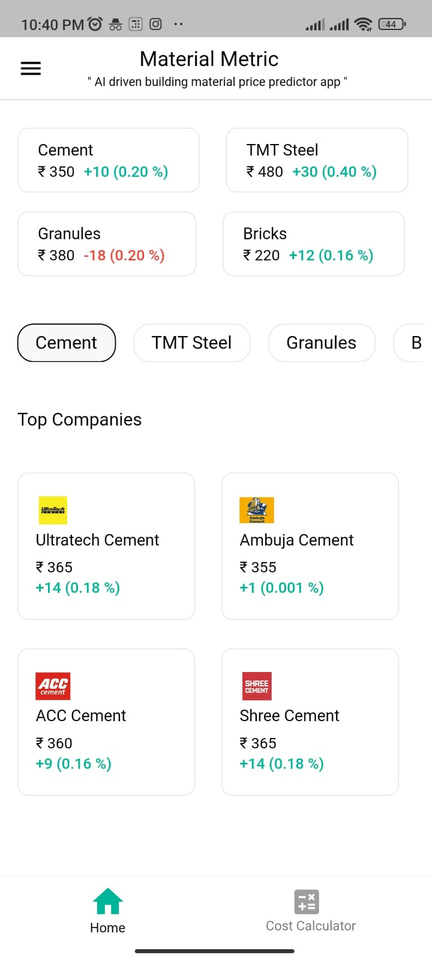 10:40 PM
44
Material Metric
" AI driven building material price predictor app "
Cement
₹ 350 +10 (0.20 %)
TMT Steel
₹ 480 +30 (0.40 %)
Granules
₹ 380 -18 (0.20 %)
Bricks
₹ 220 +12 (0.16 %)
Cement TMT Steel Granules B
Top Companies
UltraTech
Ultratech Cement
₹ 365
+14 (0.18 %)
Ambuja
Cement
Ambuja Cement
₹ 355
+1 (0.001 %)
ACC
cement
ACC Cement
₹ 360
+9 (0.16 %)
SHREE
CEMENT
Shree Cement
₹ 365
+14 (0.18 %)
Home
Cost Calculator